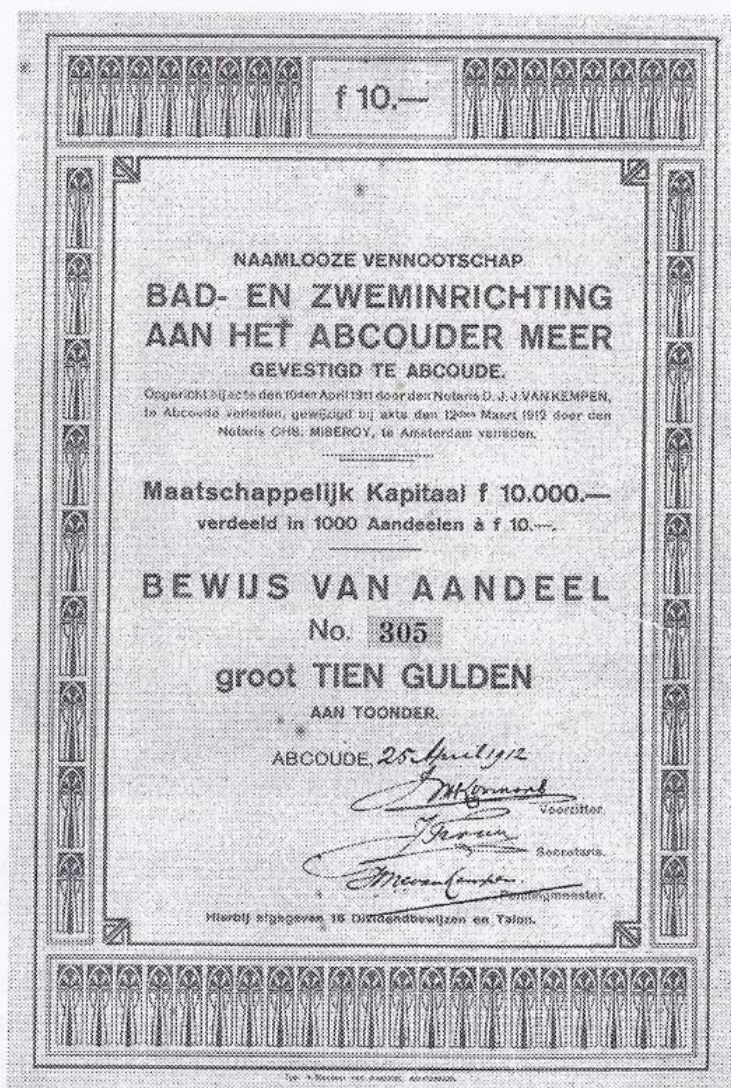 f 10.—
NAAMLOOZE VENNOOTSCHAP
BAD- EN ZWEMINRICHTING
AAN HET ABCOUDER MEER
GEVESTIGD TE ABCOUDE.
Opgericht bij acte den 10den April 1911 door den Notaris D. J. J. VAN KEMPEN,
te Abcoude verleden, gewijzigd bij akte den 12den Maart 1912 door den
Notaris CHS. MISEROY, te Amsterdam verleden.
Maatschappelijk Kapitaal f 10.000.—
verdeeld in 1000 Aandeelen à f 10.—.
BEWIJS VAN AANDEEL
No. 305
groot TIEN GULDEN
AAN TOONDER.
ABCOUDE, 25 April 1912
Voorzitter.
Secretaris.
van Kempen.
Penningmeester.
Hierbij afgegeven 16 Dividendbewijzen en Talon.